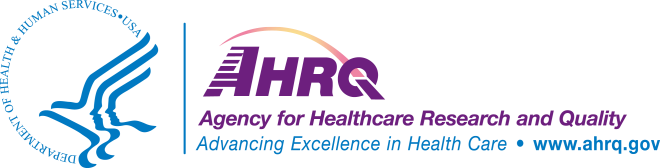 DEPARTMENT OF HEALTH & HUMAN SERVICES • USA
AHRQ
Agency for Healthcare Research and Quality
Advancing Excellence in Health Care • www.ahrq.gov